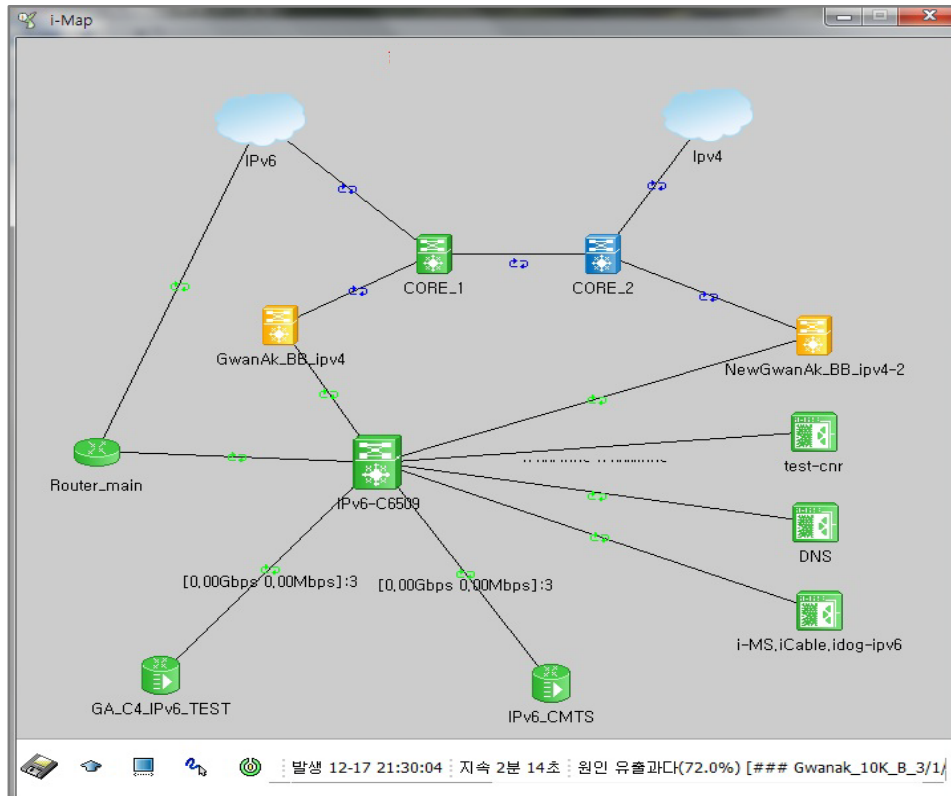 i-Map
IPv6
Ipv4
CORE_1
CORE_2
GwanAk_BB_ipv4
NewGwanAk_BB_ipv4-2
test-cnr
Router_main
IPv6-C6509
DNS
[0,00Gbps 0,00Mbps]:3
[0,00Gbps 0,00Mbps]:3
i-MS,iCable,idog-ipv6
GA_C4_IPv6_TEST
IPv6_CMTS
발생 12-17 21:30:04 지속 2분 14초 원인 유출과다(72.0%) [### Gwanak_10K_B_3/1/